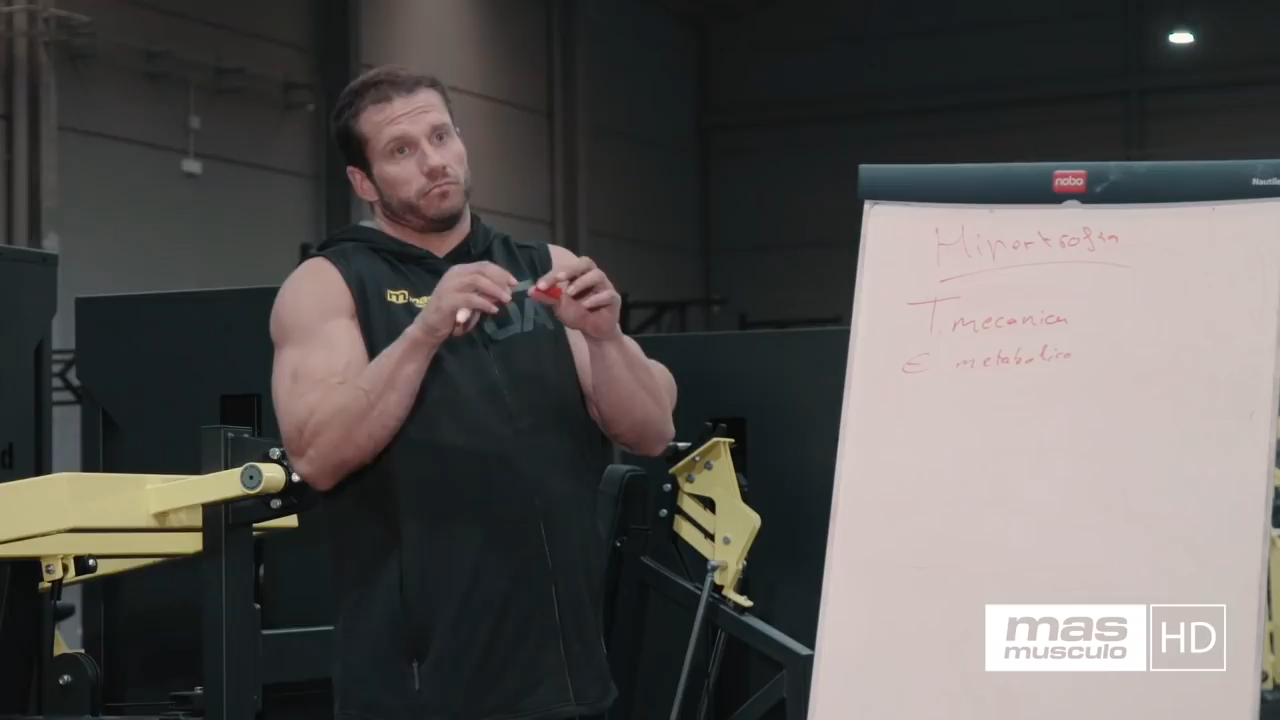 nobo
Hipertrofia
T. mecanica
E metabolico
mas
musculo
HD